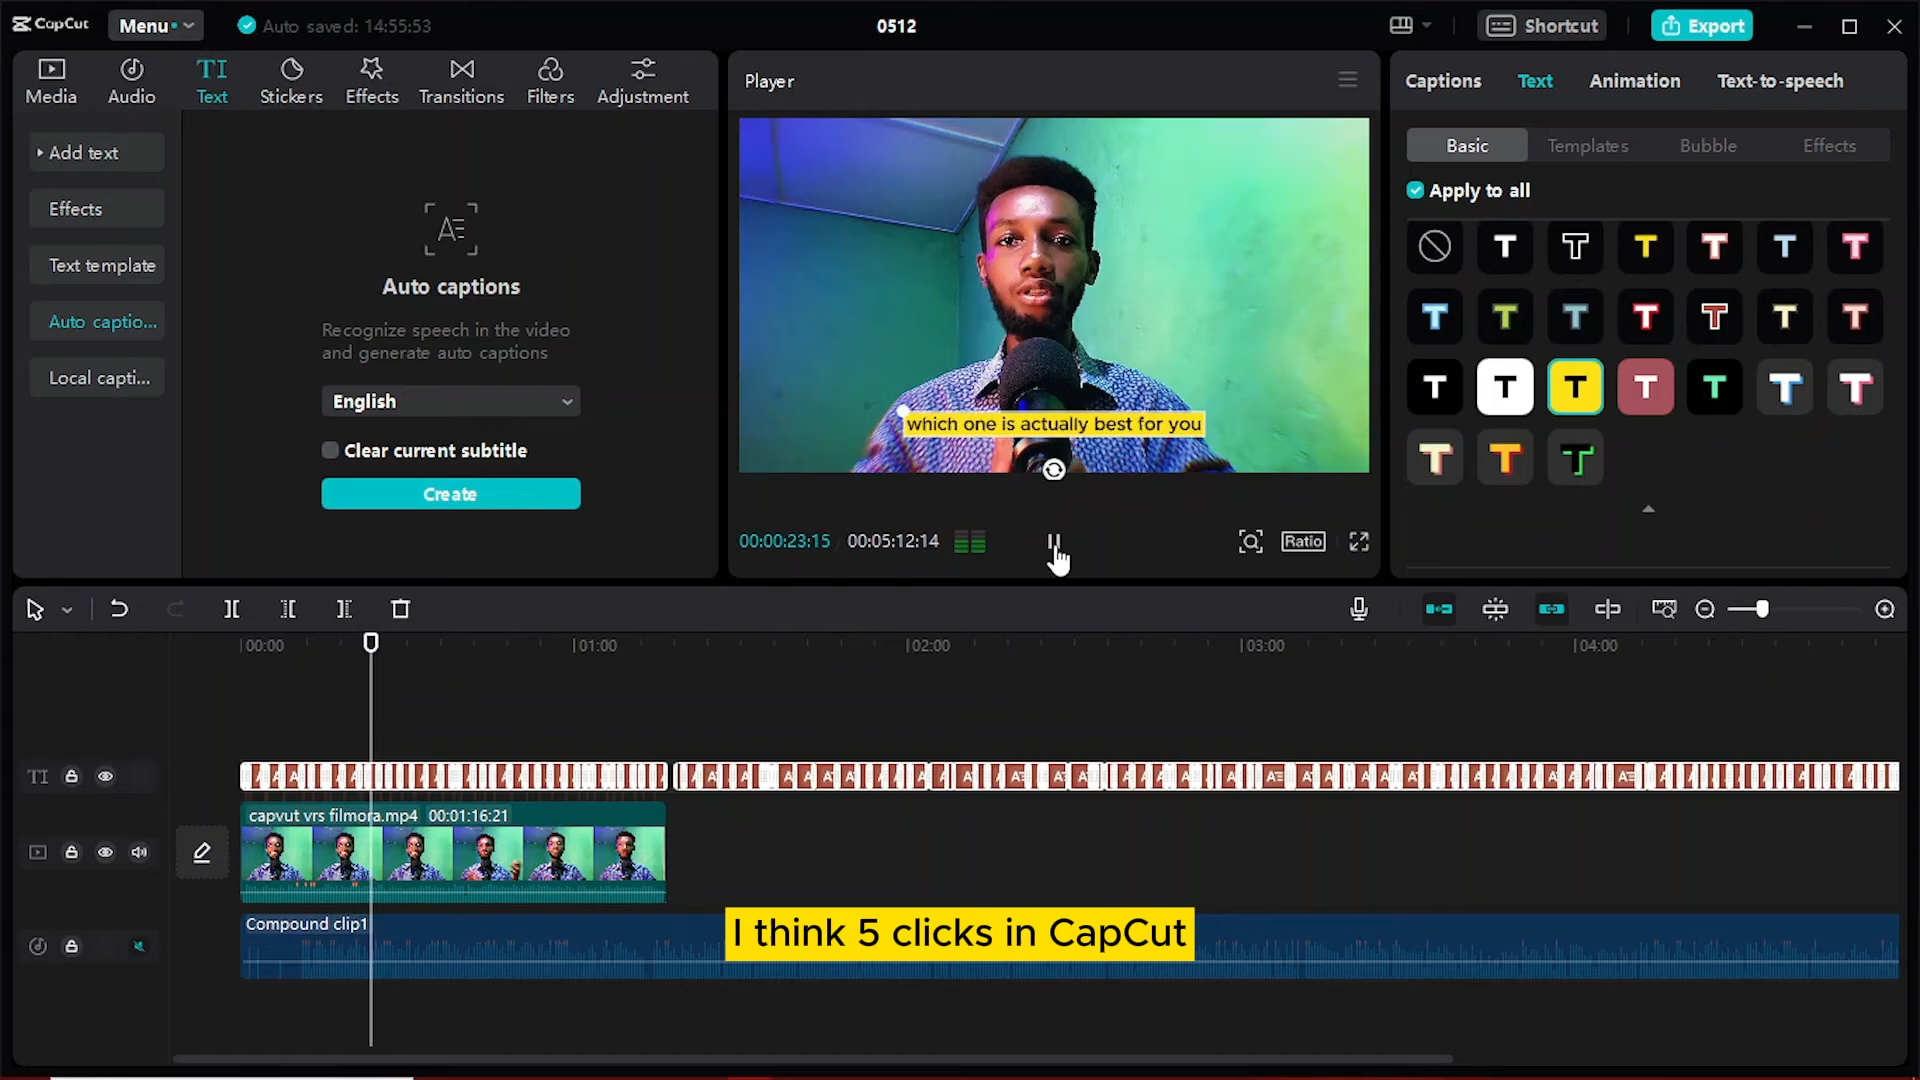 CapCut
Menu
Auto saved: 14:55:53
0512
Shortcut
Export
Media
Audio
TI
Text
Stickers
Effects
Transitions
Filters
Adjustment
Add text
Effects
Text template
Auto captio...
Local capti...
Auto captions
Recognize speech in the video
and generate auto captions
English
Clear current subtitle
Create
Player
which one is actually best for you
00:00:23:15
00:05:12:14
Ratio
Captions
Text
Animation
Text-to-speech
Basic
Templates
Bubble
Effects
Apply to all
00:00
01:00
02:00
03:00
04:00
TI
capvut vrs filmora.mp4 00:01:16:21
Compound clip1
I think 5 clicks in CapCut